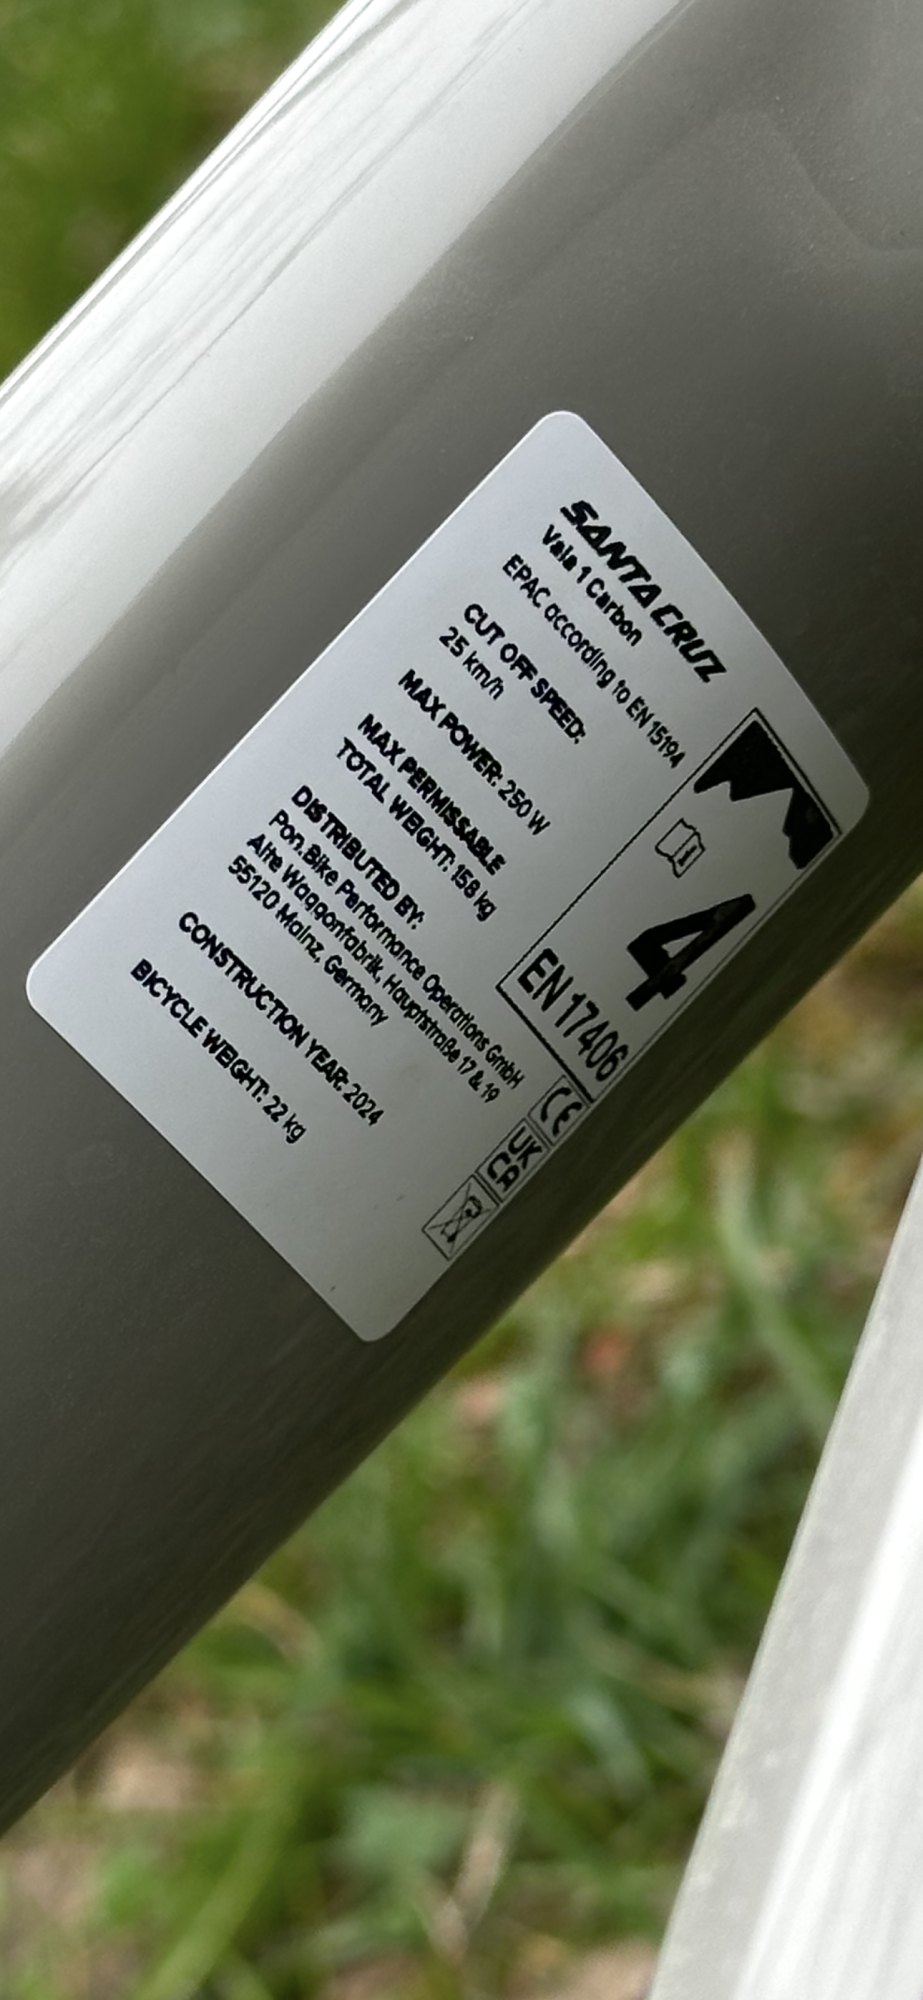 SANTA CRUZ
Vala 1 Carbon
EPAC according to EN 15194
CUT OFF SPEED:
25 km/h
MAX POWER: 250 W
MAX PERMISSABLE
TOTAL WEIGHT: 158 kg
DISTRIBUTED BY:
Pon.Bike Performance Operations GmbH
Alte Waggonfabrik, Hauptstraße 17 & 19
55120 Mainz, Germany
CONSTRUCTION YEAR: 2024
BICYCLE WEIGHT: 22 kg
4
EN 17406
CE
UK
CA